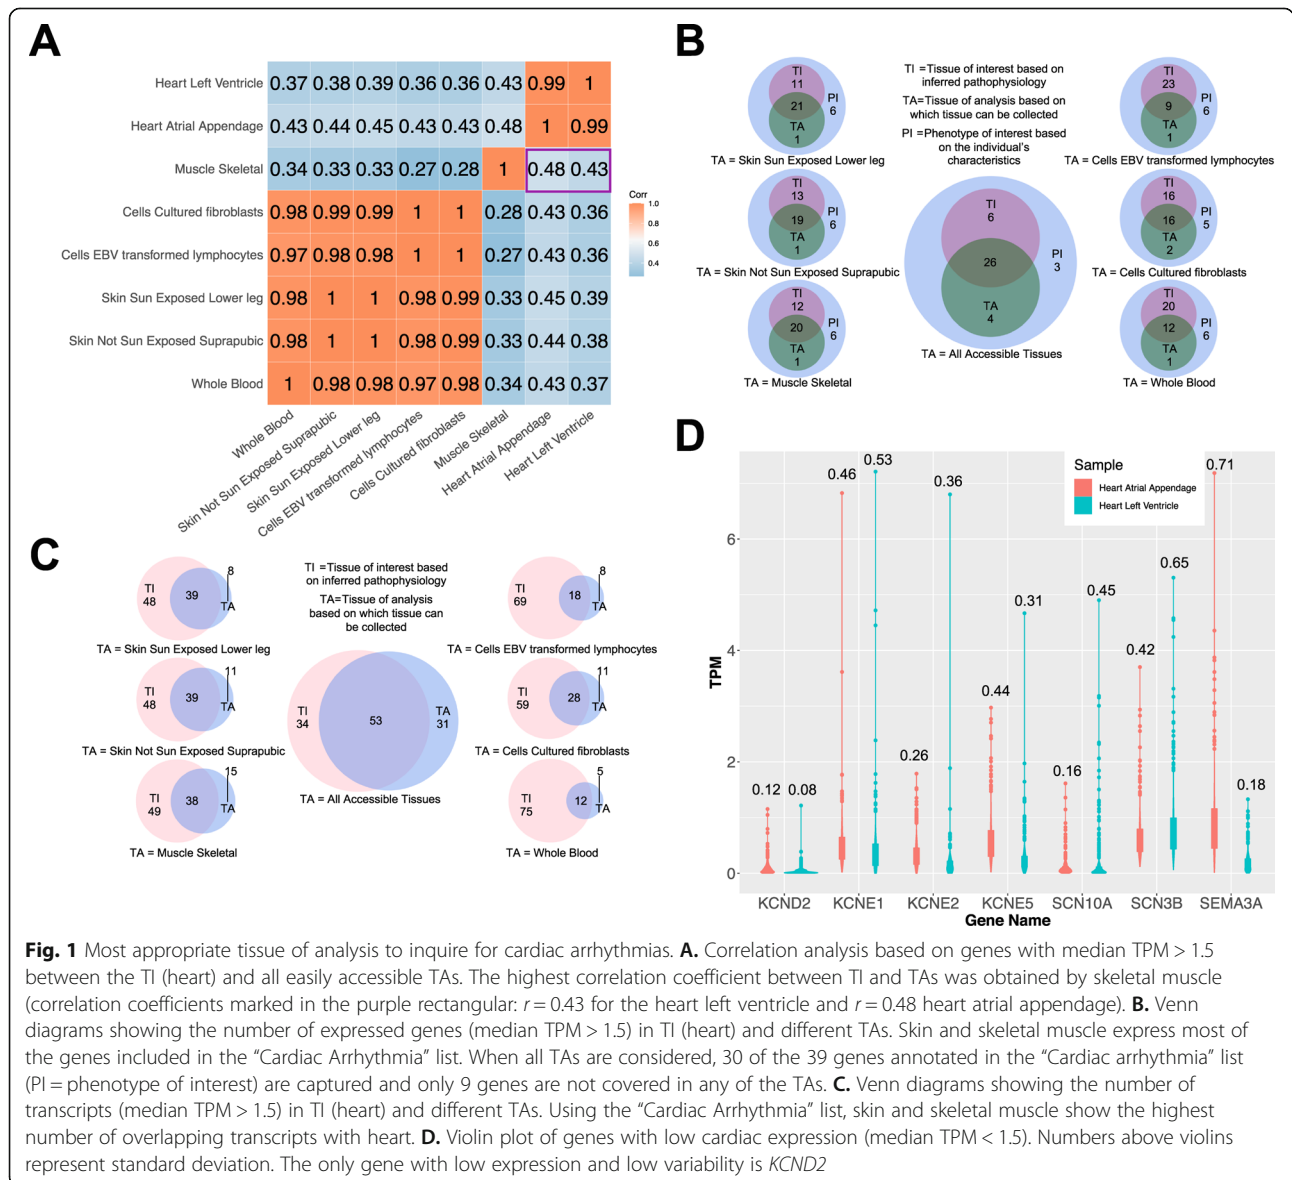 A
Heart Left Ventricle 0.37 0.38 0.39 0.36 0.36 0.43 0.99 1
Heart Atrial Appendage 0.43 0.44 0.45 0.43 0.43 0.48 1 0.99
Muscle Skeletal 0.34 0.33 0.33 0.27 0.28 1 0.48 0.43
Cells Cultured fibroblasts 0.98 0.99 0.99 1 1 0.28 0.43 0.36
Cells EBV transformed lymphocytes 0.97 0.98 0.98 1 1 0.27 0.43 0.36
Skin Sun Exposed Lower leg 0.98 1 1 0.98 0.99 0.33 0.45 0.39
Skin Not Sun Exposed Suprapubic 0.98 1 1 0.98 0.99 0.33 0.44 0.38
Whole Blood 1 0.98 0.98 0.97 0.98 0.34 0.43 0.37
Whole Blood
Skin Not Sun Exposed Suprapubic
Skin Sun Exposed Lower leg
Cells EBV transformed lymphocytes
Cells Cultured fibroblasts
Muscle Skeletal
Heart Atrial Appendage
Heart Left Ventricle
Corr
1.0
0.8
0.6
0.4
B
TI
11
21
TA
1
PI
6
TA = Skin Sun Exposed Lower leg
TI
13
19
TA
1
PI
6
TA = Skin Not Sun Exposed Suprapubic
TI
12
20
TA
1
PI
6
TA = Muscle Skeletal
TI =Tissue of interest based on
inferred pathophysiology
TA=Tissue of analysis based on
which tissue can be collected
PI =Phenotype of interest based
on the individual's
characteristics
TI
6
26
TA
4
PI
3
TA = All Accessible Tissues
TI
23
9
TA
1
PI
6
TA = Cells EBV transformed lymphocytes
TI
16
16
TA
2
PI
5
TA = Cells Cultured fibroblasts
TI
20
12
TA
1
PI
6
TA = Whole Blood
C
TI
48
39
8
TA
TA = Skin Sun Exposed Lower leg
TI
48
39
11
TA
TA = Skin Not Sun Exposed Suprapubic
TI
49
38
15
TA
TA = Muscle Skeletal
TI =Tissue of interest based
on inferred pathophysiology
TA=Tissue of analysis
based on which tissue can
be collected
TI
34
53
TA
31
TA = All Accessible Tissues
TI
69
18
8
TA
TA = Cells EBV transformed lymphocytes
TI
59
28
11
TA
TA = Cells Cultured fibroblasts
TI
75
12
5
TA
TA = Whole Blood
D
Sample
Heart Atrial Appendage
Heart Left Ventricle
TPM
6
4
2
0
0.12 0.08 0.46 0.53 0.26 0.36 0.44 0.31 0.16 0.45 0.42 0.65 0.71 0.18
KCND2 KCNE1 KCNE2 KCNE5 SCN10A SCN3B SEMA3A
Gene Name
Fig. 1 Most appropriate tissue of analysis to inquire for cardiac arrhythmias. A. Correlation analysis based on genes with median TPM > 1.5
between the TI (heart) and all easily accessible TAs. The highest correlation coefficient between TI and TAs was obtained by skeletal muscle
(correlation coefficients marked in the purple rectangular: r = 0.43 for the heart left ventricle and r = 0.48 heart atrial appendage). B. Venn
diagrams showing the number of expressed genes (median TPM > 1.5) in TI (heart) and different TAs. Skin and skeletal muscle express most of
the genes included in the “Cardiac Arrhythmia” list. When all TAs are considered, 30 of the 39 genes annotated in the “Cardiac arrhythmia” list
(PI = phenotype of interest) are captured and only 9 genes are not covered in any of the TAs. C. Venn diagrams showing the number of
transcripts (median TPM > 1.5) in TI (heart) and different TAs. Using the “Cardiac Arrhythmia” list, skin and skeletal muscle show the highest
number of overlapping transcripts with heart. D. Violin plot of genes with low cardiac expression (median TPM < 1.5). Numbers above violins
represent standard deviation. The only gene with low expression and low variability is KCND2